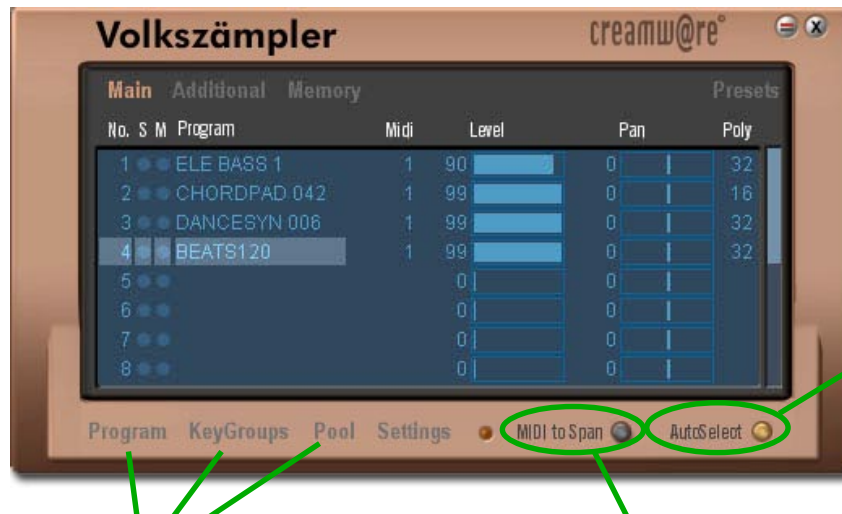 Volkszämpler creamw@re°
Main Additional Memory Presets
No. S M Program Midi Level Pan Poly
1 ELE BASS 1 1 90 0 32
2 CHORDPAD 042 1 99 0 16
3 DANCESYN 006 1 99 0 32
4 BEATS120 1 99 0 32
5 0 0
6 0 0
7 0 0
8 0 0
Program KeyGroups Pool Settings MIDI to Span AutoSelect